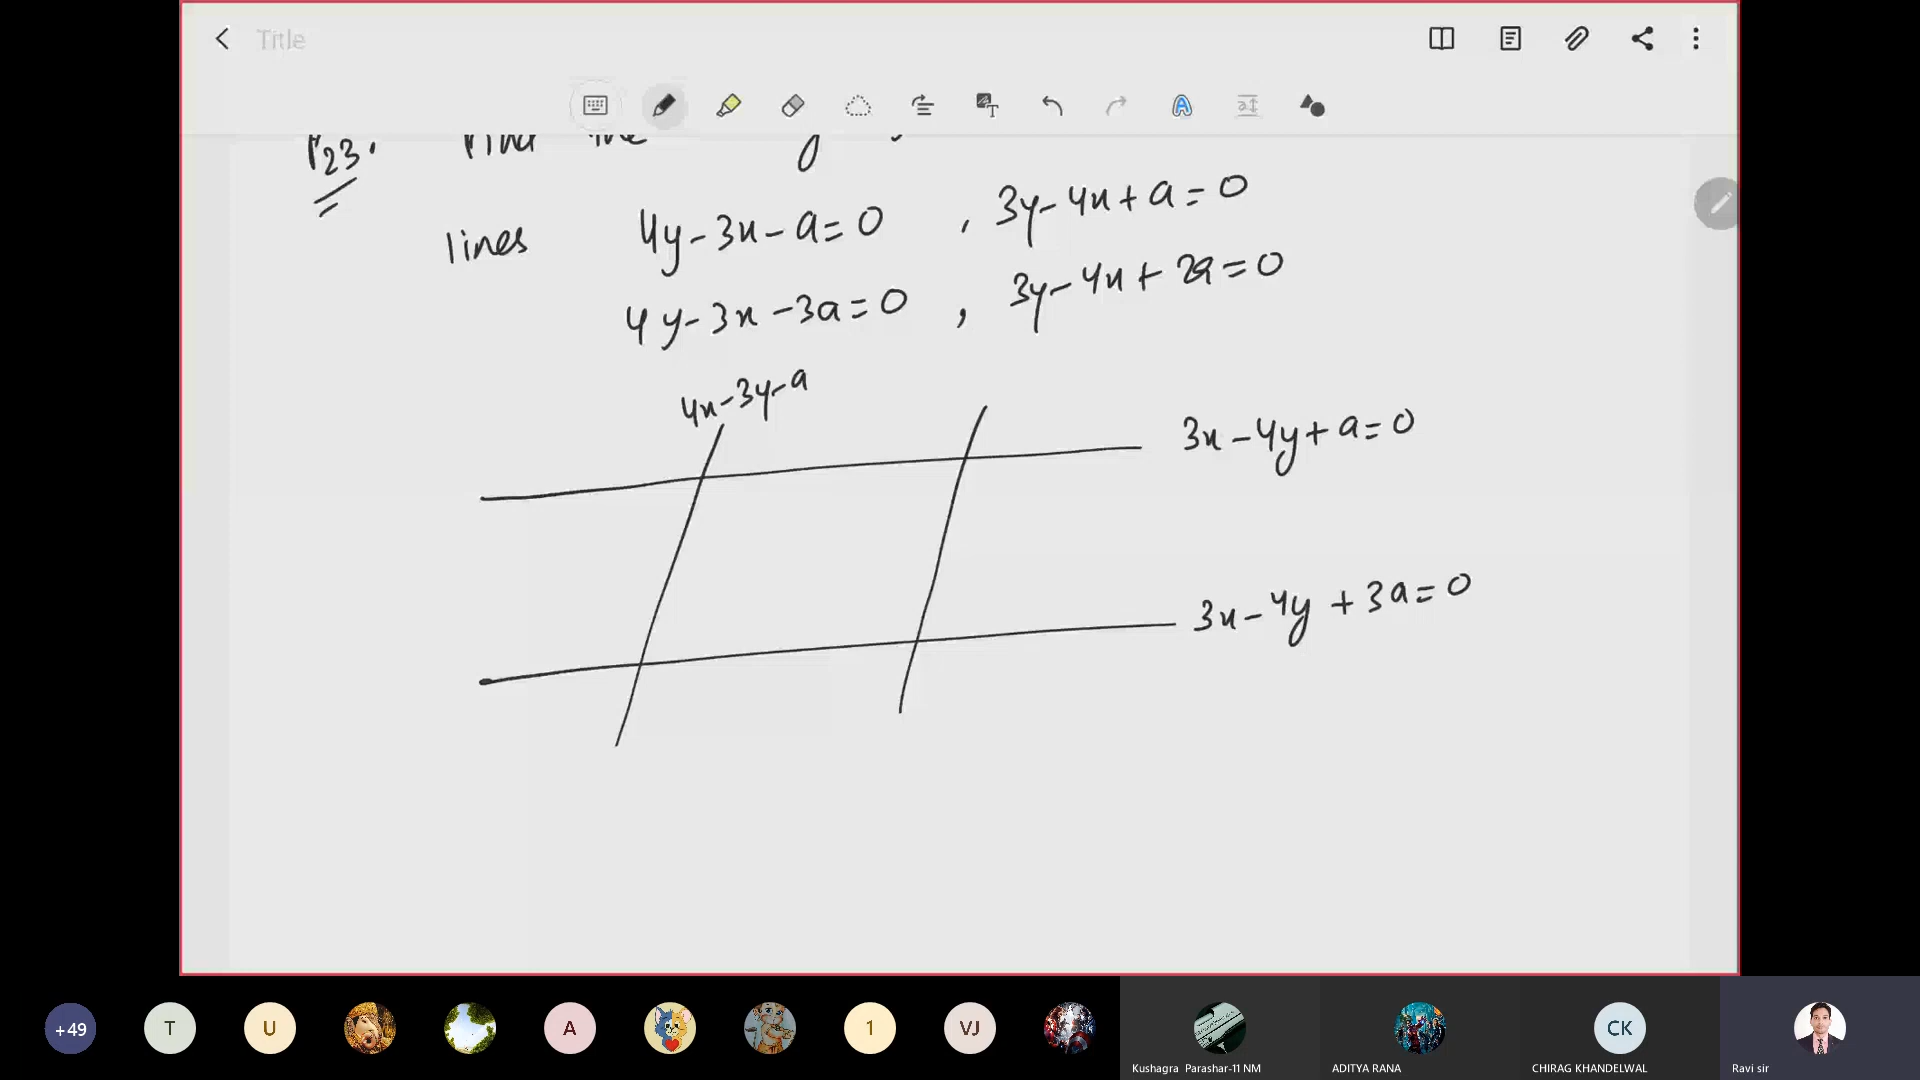 Title
P23. Find the
lines 4y-3x-a=0 , 3y-4x+a=0
4y-3x-3a=0 , 3y-4x+2a=0
4x-3y-a
3x-4y+a=0
3x-4y+3a=0
+49 T U A 1 VJ CK
Kushagra Parashar-11 NM ADITYA RANA CHIRAG KHANDELWAL Ravi sir